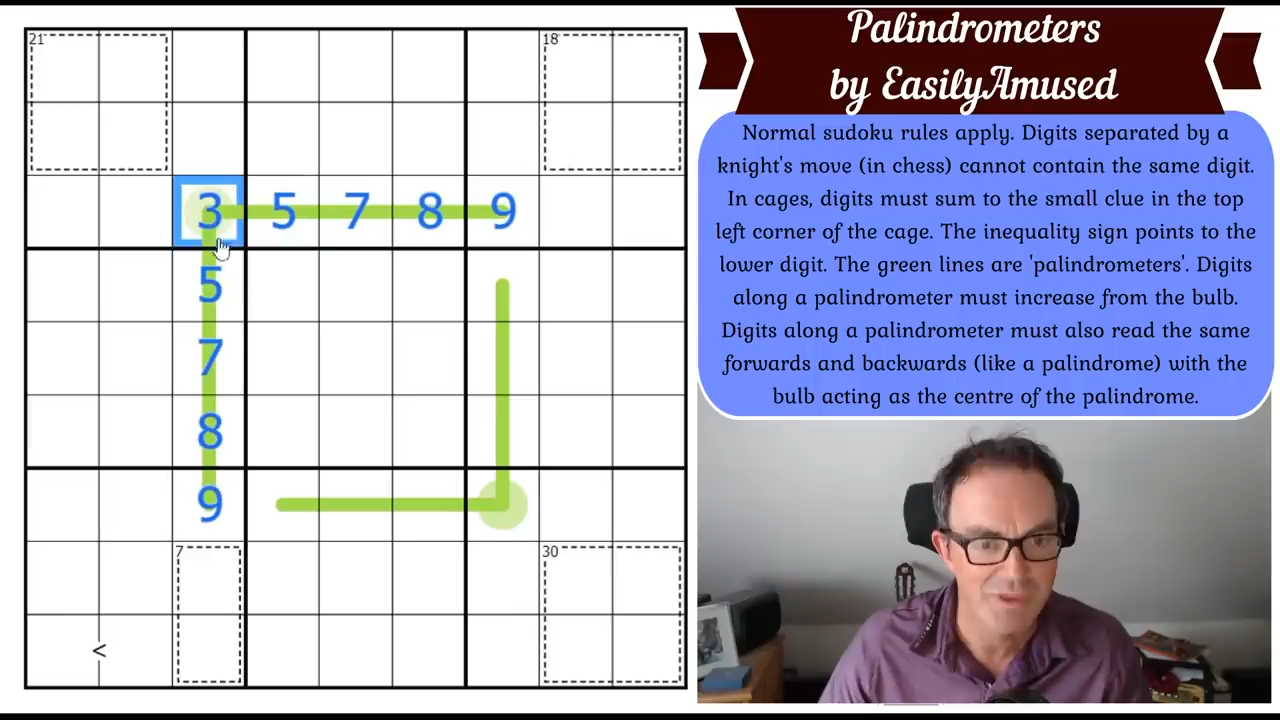 Palindrometers
by EasilyAmused
Normal sudoku rules apply. Digits separated by a
knight's move (in chess) cannot contain the same digit.
In cages, digits must sum to the small clue in the top
left corner of the cage. The inequality sign points to the
lower digit. The green lines are 'palindrometers'. Digits
along a palindrometer must increase from the bulb.
Digits along a palindrometer must also read the same
forwards and backwards (like a palindrome) with the
bulb acting as the centre of the palindrome.
21
18
3 5 7 8 9
5
7
8
9
7
30
<